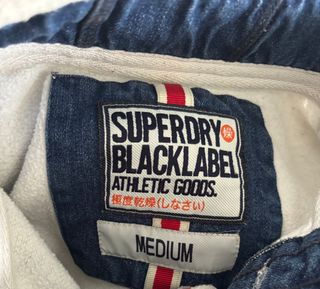 SUPERDRY
BLACKLABEL
ATHLETIC GOODS.
極度乾燥(しなさい)
MEDIUM